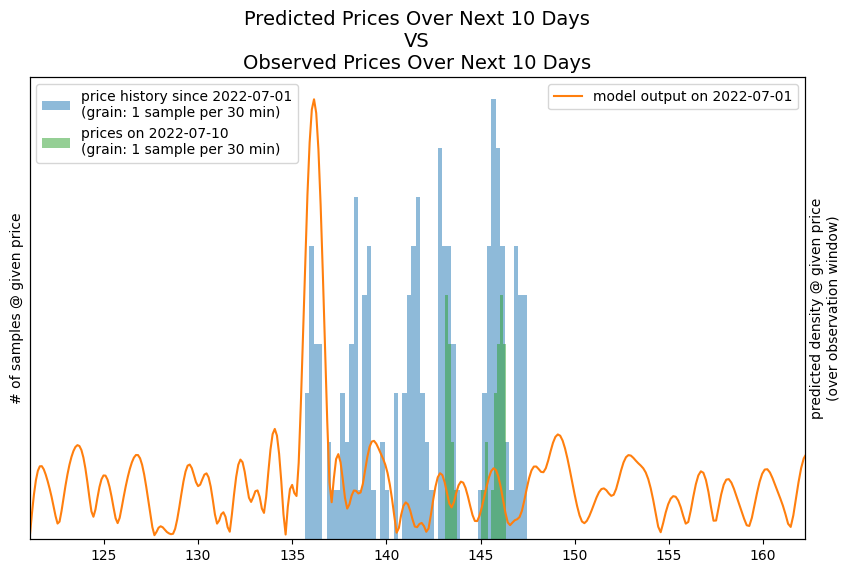 Predicted Prices Over Next 10 Days
VS
Observed Prices Over Next 10 Days
price history since 2022-07-01
(grain: 1 sample per 30 min)
prices on 2022-07-10
(grain: 1 sample per 30 min)
model output on 2022-07-01
# of samples @ given price
predicted density @ given price
(over observation window)
125 130 135 140 145 150 155 160